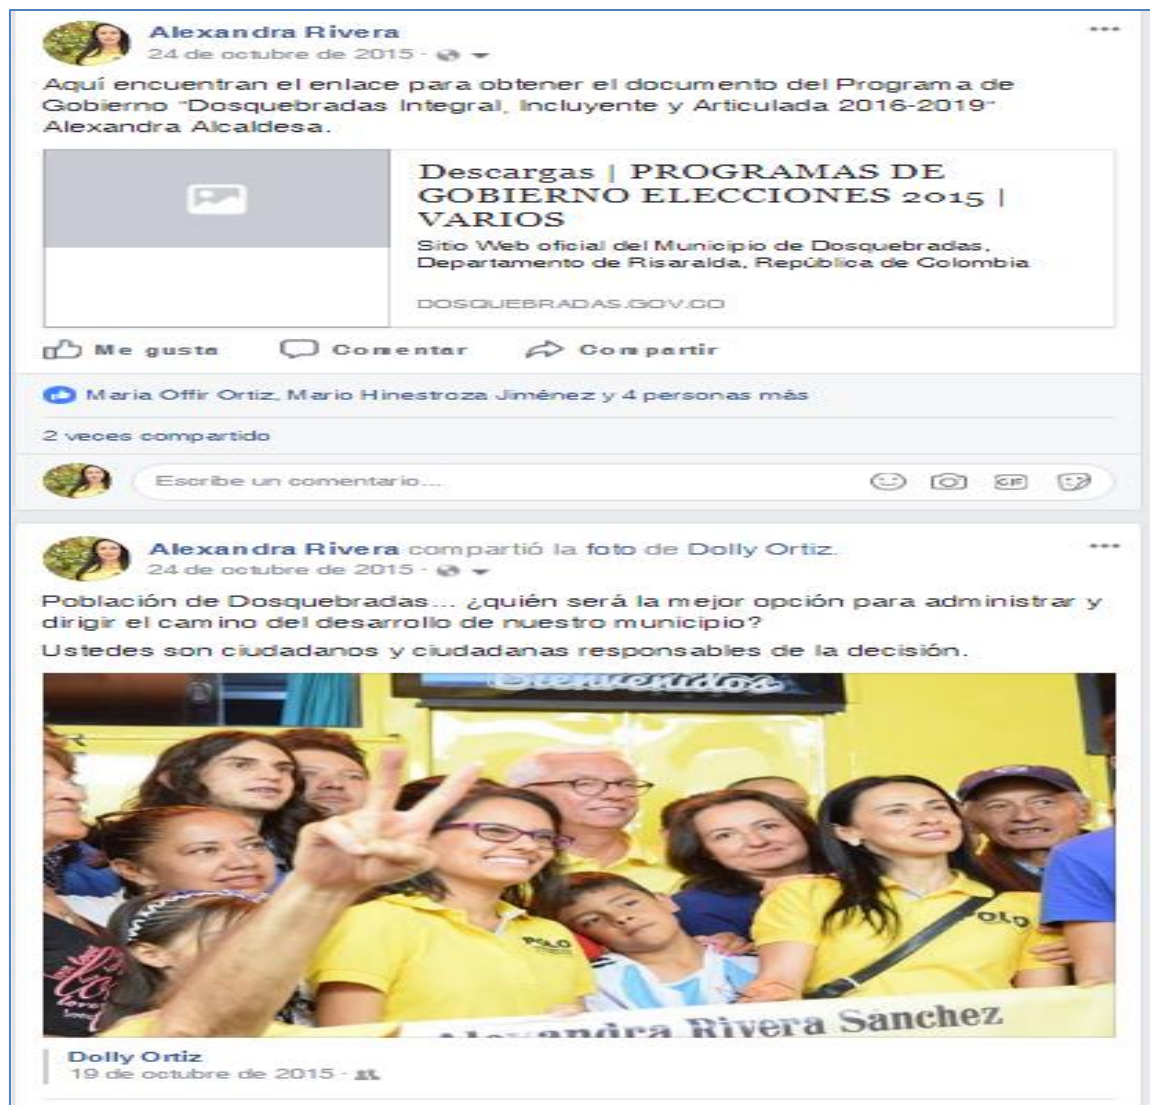 Alexandra Rivera
24 de octubre de 2015
Aquí encuentran el enlace para obtener el documento del Programa de
Gobierno "Dosquebradas Integral, Incluyente y Articulada 2016-2019"
Alexandra Alcaldesa.
Descargas | PROGRAMAS DE
GOBIERNO ELECCIONES 2015 |
VARIOS
Sitio Web oficial del Municipio de Dosquebradas,
Departamento de Risaralda, República de Colombia
DOSQUEBRADAS.GOV.CO
Me gusta Comentar Compartir
Maria Offir Ortiz, Mario Hinestroza Jiménez y 4 personas más
2 veces compartido
Escribe un comentario...
GIF
Alexandra Rivera compartió la foto de Dolly Ortiz.
24 de octubre de 2015
Población de Dosquebradas... ¿quién será la mejor opción para administrar y
dirigir el camino del desarrollo de nuestro municipio?
Ustedes son ciudadanos y ciudadanas responsables de la decisión.
Bienvenidos
POLO
POLO
Alexandra Rivera Sanchez
Dolly Ortiz
19 de octubre de 2015